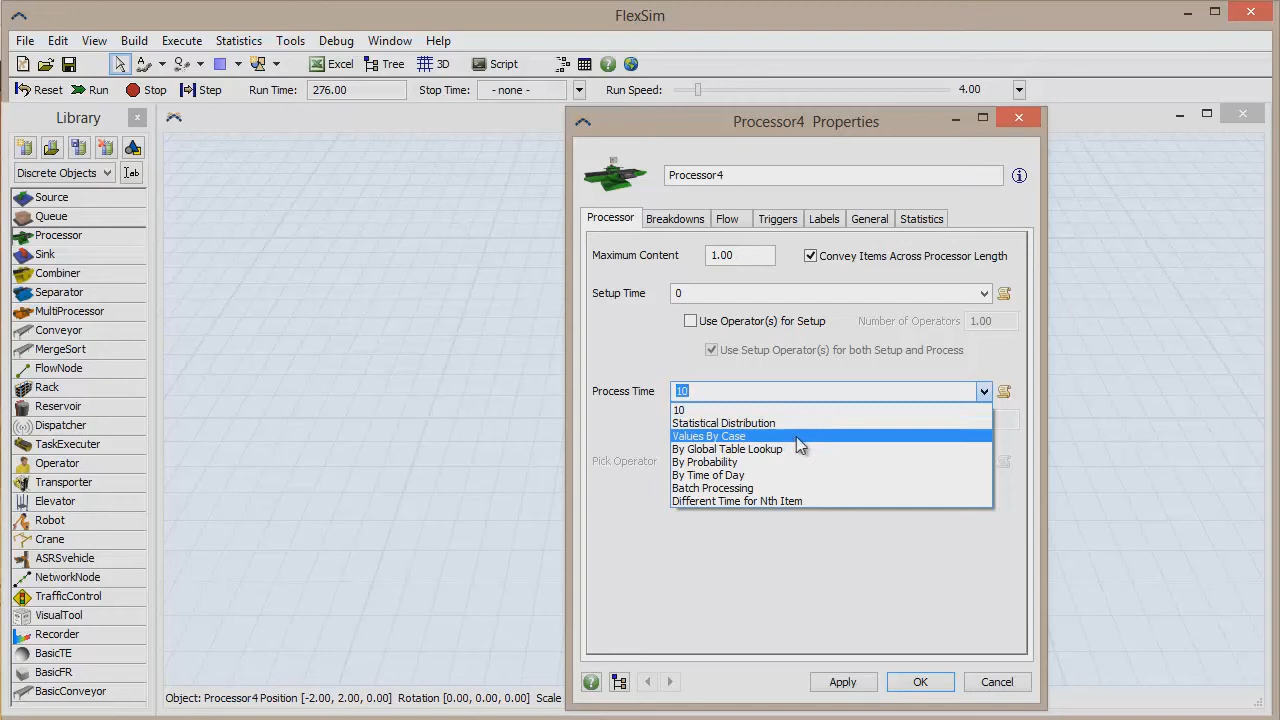 FlexSim
File Edit View Build Execute Statistics Tools Debug Window Help
Excel Tree 3D Script
Reset Run Stop Step Run Time: 276.00 Stop Time: - none - Run Speed: 4.00
Library
Discrete Objects
Source
Queue
Processor
Sink
Combiner
Separator
MultiProcessor
Conveyor
MergeSort
FlowNode
Rack
Reservoir
Dispatcher
TaskExecuter
Operator
Transporter
Elevator
Robot
Crane
ASRSvehicle
NetworkNode
TrafficControl
VisualTool
Recorder
BasicTE
BasicFR
BasicConveyor
Processor4 Properties
Processor4
Processor Breakdowns Flow Triggers Labels General Statistics
Maximum Content 1.00 Convey Items Across Processor Length
Setup Time 0
Use Operator(s) for Setup Number of Operators 1.00
Use Setup Operator(s) for both Setup and Process
Process Time 10
10
Statistical Distribution
Values By Case
By Global Table Lookup
By Probability
By Time of Day
Batch Processing
Different Time for Nth Item
Pick Operator
Apply OK Cancel
Object: Processor4 Position [-2.00, 2.00, 0.00] Rotation [0.00, 0.00, 0.00] Scale